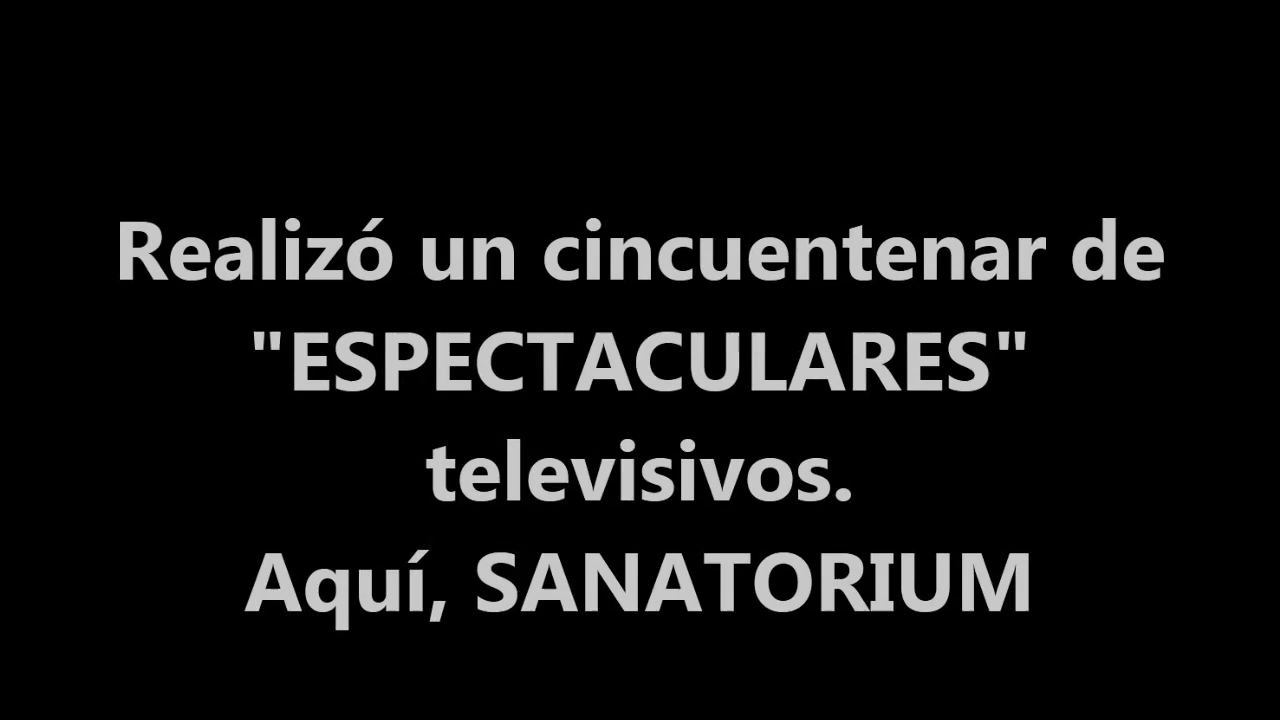 Realizó un cincuentenar de
"ESPECTACULARES"
televisivos.
Aquí, SANATORIUM